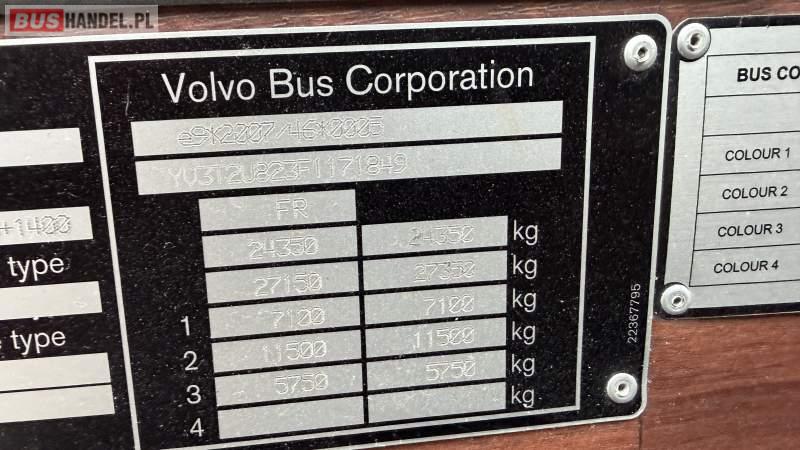 BUSHANDEL.PL
Volvo Bus Corporation
e9*2007/46*0005
YV3T2U823F1171849
FR
24350 24350 kg
27150 27350 kg
1 7100 7100 kg
2 11500 11500 kg
3 5750 5750 kg
4 kg
+1400
type
type
22367795
BUS CO
COLOUR 1
COLOUR 2
COLOUR 3
COLOUR 4